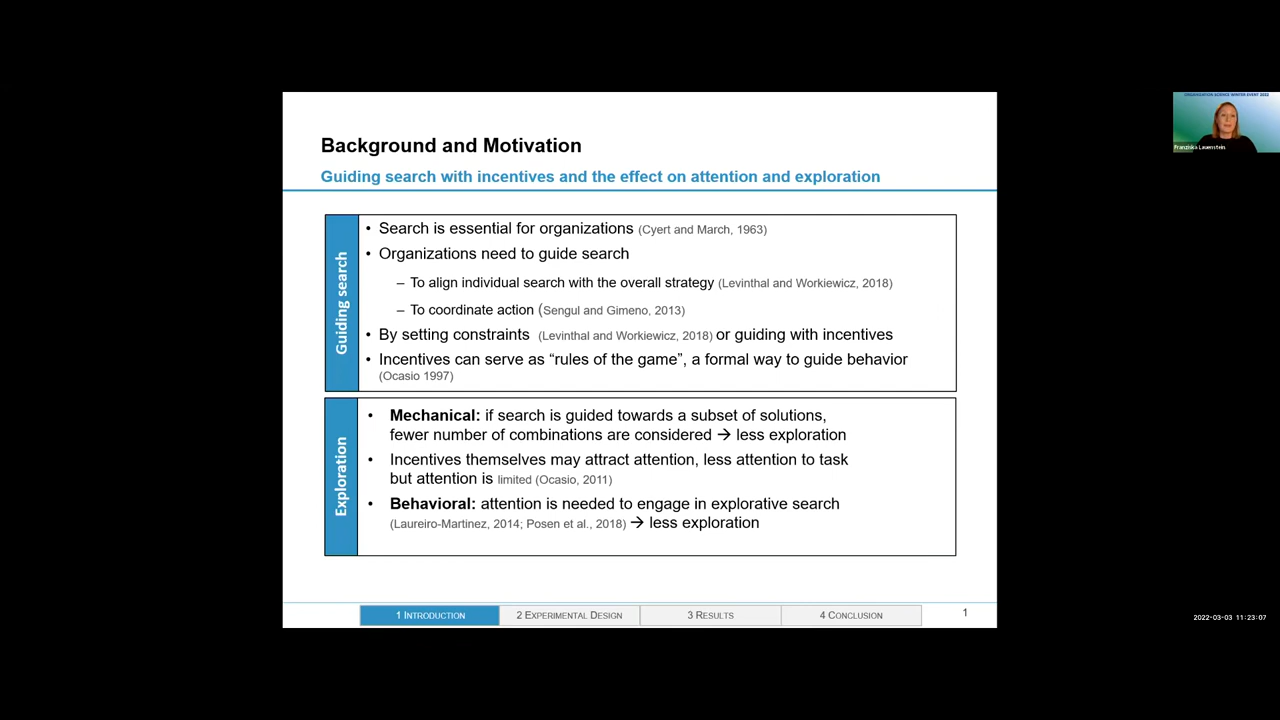 ORGANIZATION SCIENCE WINTER EVENT 2022
Franziska Lauenstein
Background and Motivation
Guiding search with incentives and the effect on attention and exploration
Guiding search
• Search is essential for organizations (Cyert and March, 1963)
• Organizations need to guide search
– To align individual search with the overall strategy (Levinthal and Workiewicz, 2018)
– To coordinate action (Sengul and Gimeno, 2013)
• By setting constraints (Levinthal and Workiewicz, 2018) or guiding with incentives
• Incentives can serve as “rules of the game”, a formal way to guide behavior
(Ocasio 1997)
Exploration
• Mechanical: if search is guided towards a subset of solutions,
fewer number of combinations are considered → less exploration
• Incentives themselves may attract attention, less attention to task
but attention is limited (Ocasio, 2011)
• Behavioral: attention is needed to engage in explorative search
(Laureiro-Martinez, 2014; Posen et al., 2018) → less exploration
1 INTRODUCTION
2 EXPERIMENTAL DESIGN
3 RESULTS
4 CONCLUSION
1
2022-03-03 11:23:07